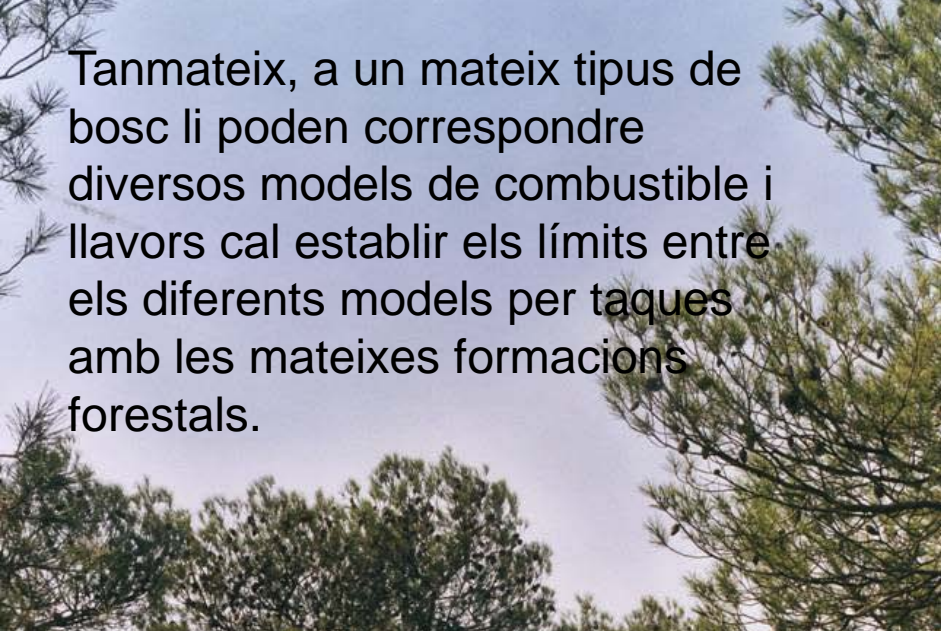 Tanmateix, a un mateix tipus de
bosc li poden correspondre
diversos models de combustible i
llavors cal establir els límits entre
els diferents models per taques
amb les mateixes formacions
forestals.